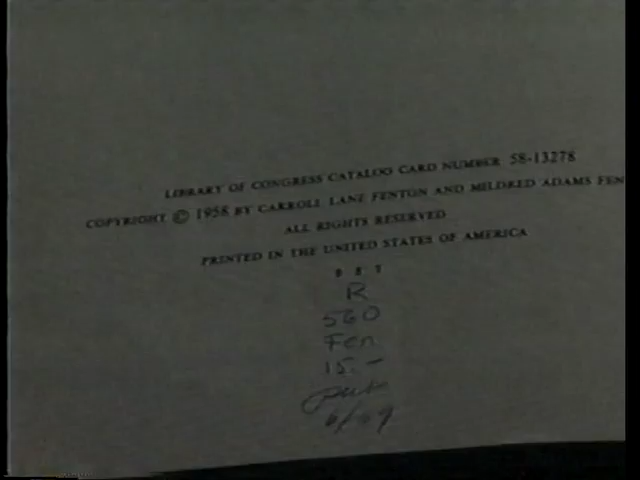 LIBRARY OF CONGRESS CATALOG CARD NUMBER 58-13278
COPYRIGHT © 1958 BY CARROLL LANE FENTON AND MILDRED ADAMS FEN
ALL RIGHTS RESERVED
PRINTED IN THE UNITED STATES OF AMERICA
R
560
Fen
15.-